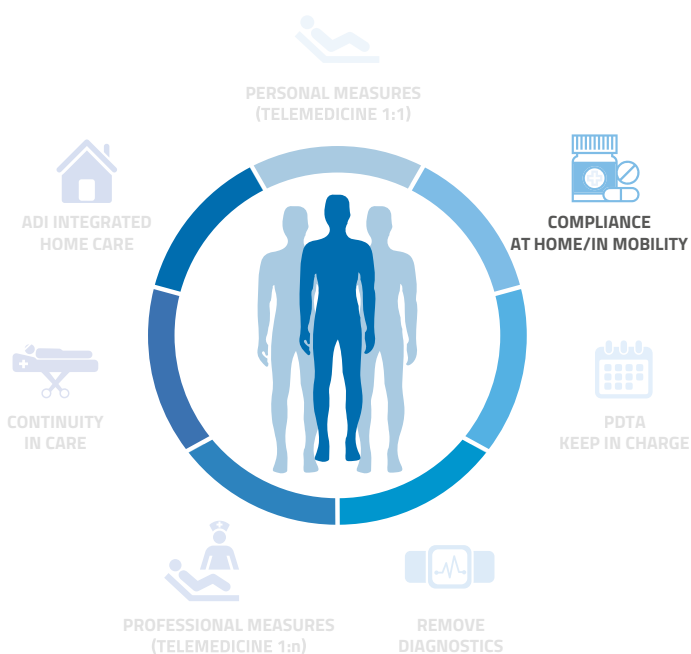 PERSONAL MEASURES
(TELEMEDICINE 1:1)
COMPLIANCE
AT HOME/IN MOBILITY
ADI INTEGRATED
HOME CARE
PDTA
KEEP IN CHARGE
CONTINUITY
IN CARE
PROFESSIONAL MEASURES
(TELEMEDICINE 1:n)
REMOVE
DIAGNOSTICS